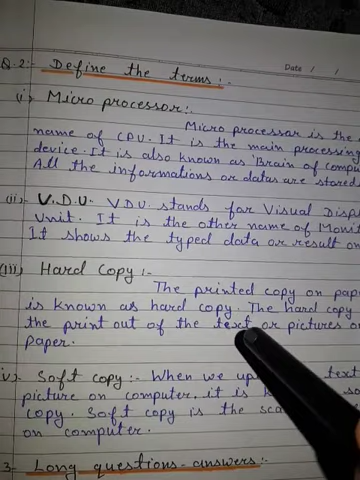 Date / /
Q.2:- Define the terms:-
(i) Micro processor:-
Micro processor is the
name of CPU. It is the main processing
device. It is also known as 'Brain of
All the informations or datas are stored
(ii) V.D.U. VDU stands for Visual
Unit. It is the other name of
It shows the typed data or result on
(iii) Hard Copy :-
The printed copy on
is known as hard copy. The hard copy
the print out of the text or pictures
paper.
iv) Soft copy:- When we text
picture on computer. it is
copy. Soft copy is the
on computer.
3- Long questions-answers:-